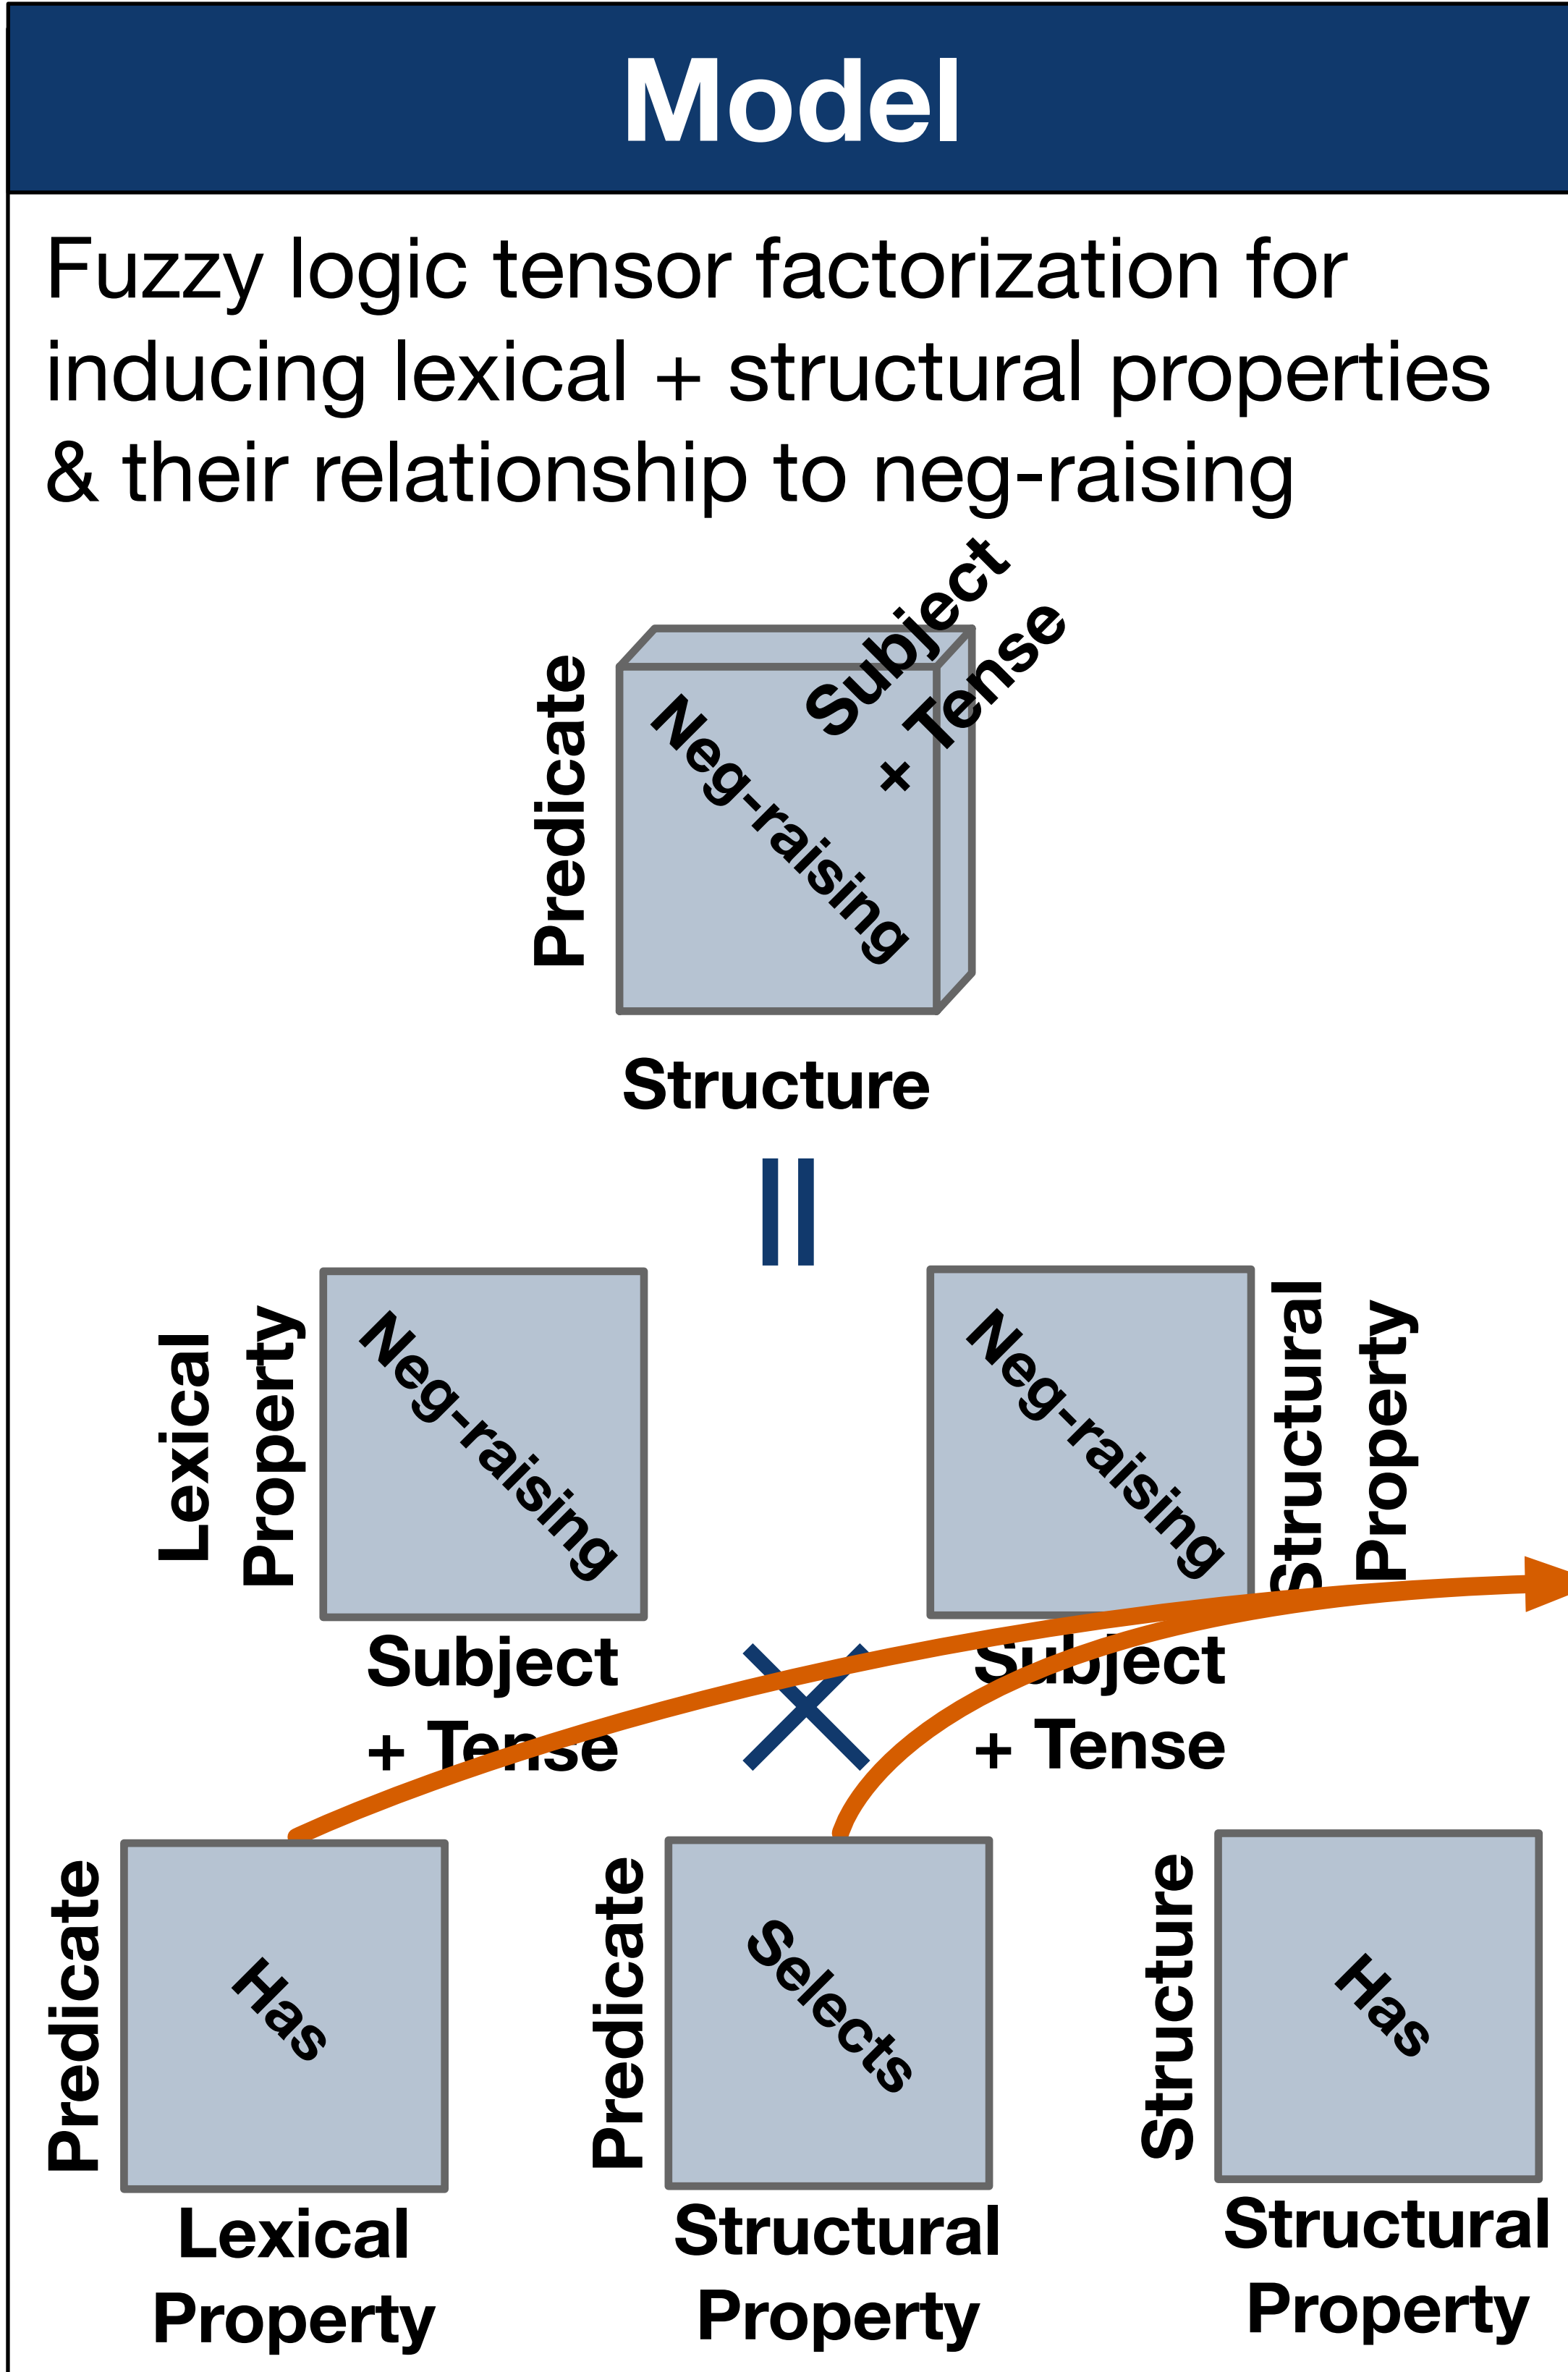 Model
Fuzzy logic tensor factorization for
inducing lexical + structural properties
& their relationship to neg-raising
Subject
+ Tense
Predicate
Neg-raising
Structure
Lexical
Property
Neg-raising
Subject
+ Tense
Neg-raising
Structural
Property
Subject
+ Tense
Predicate
Has
Lexical
Property
Predicate
Selects
Structural
Property
Structure
Has
Structural
Property